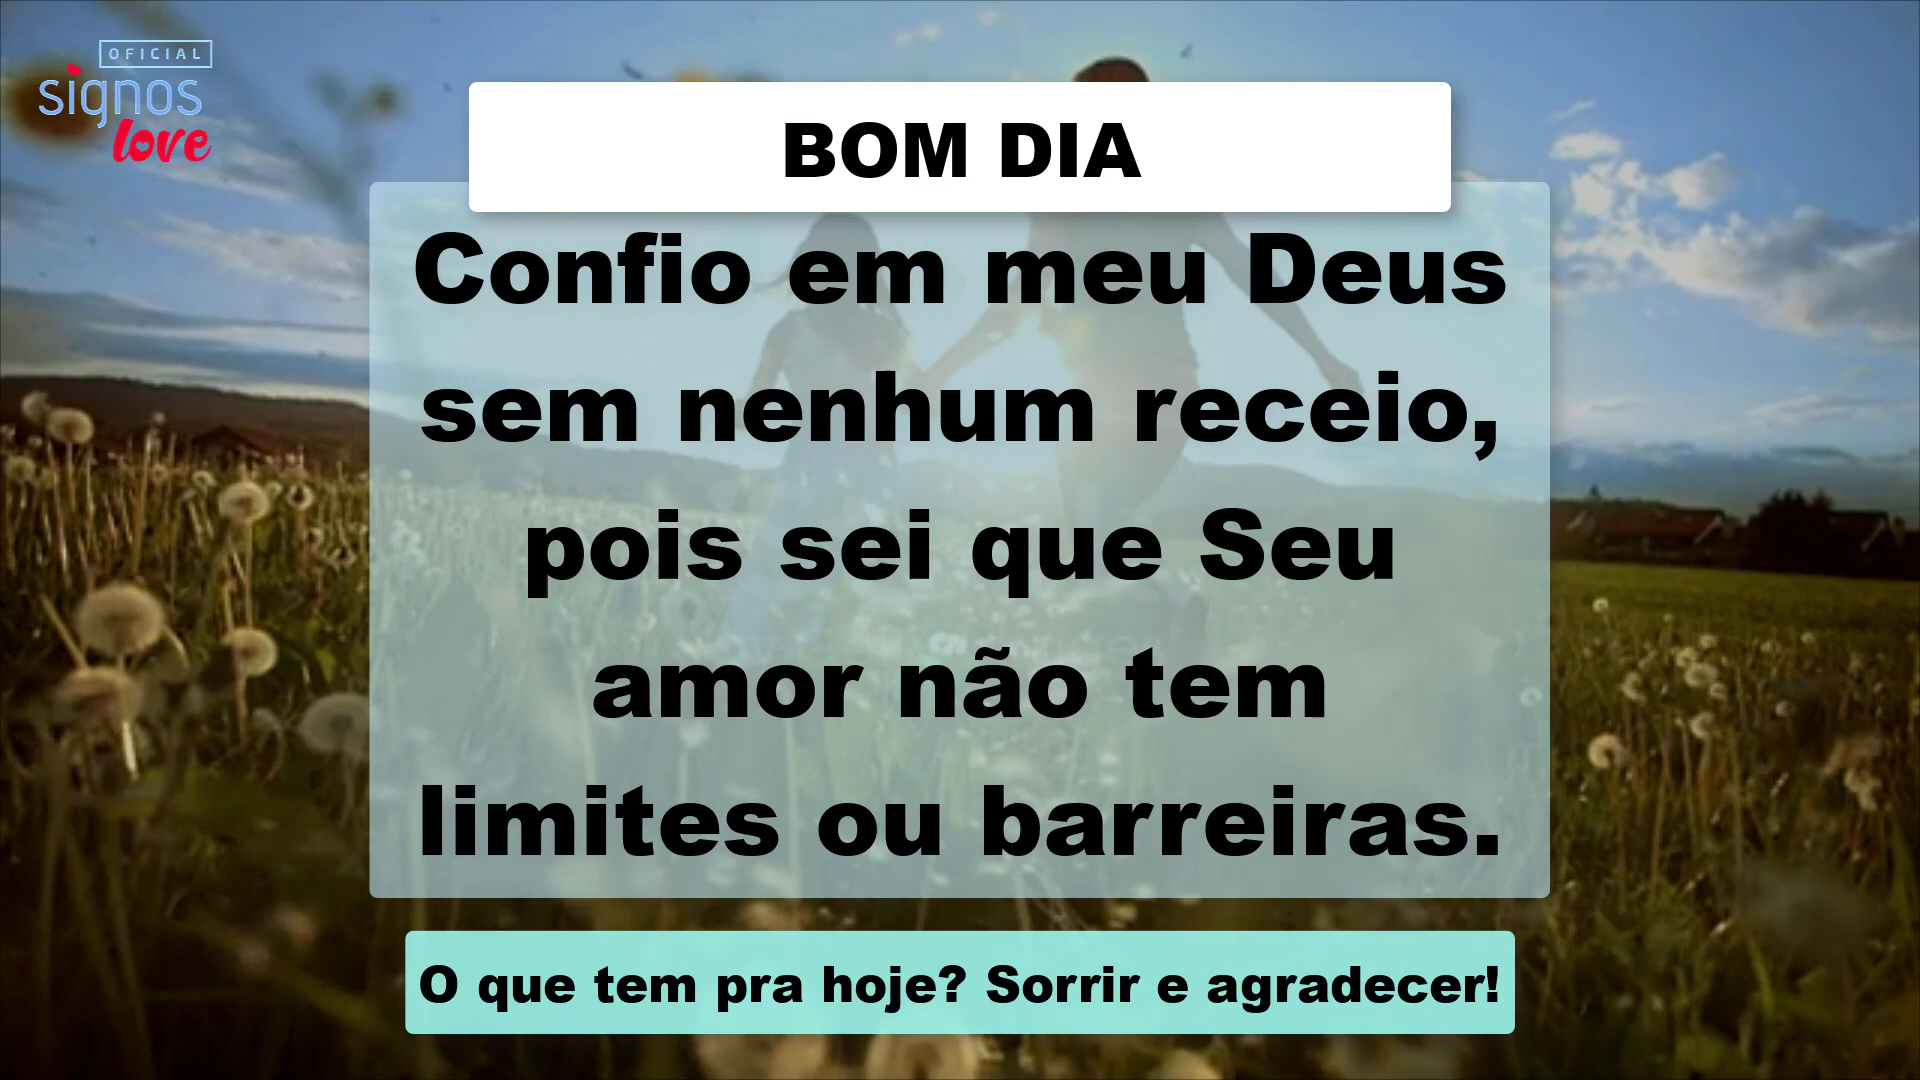 OFICIAL
signos
love
BOM DIA
Confio em meu Deus
sem nenhum receio,
pois sei que Seu
amor não tem
limites ou barreiras.
O que tem pra hoje? Sorrir e agradecer!